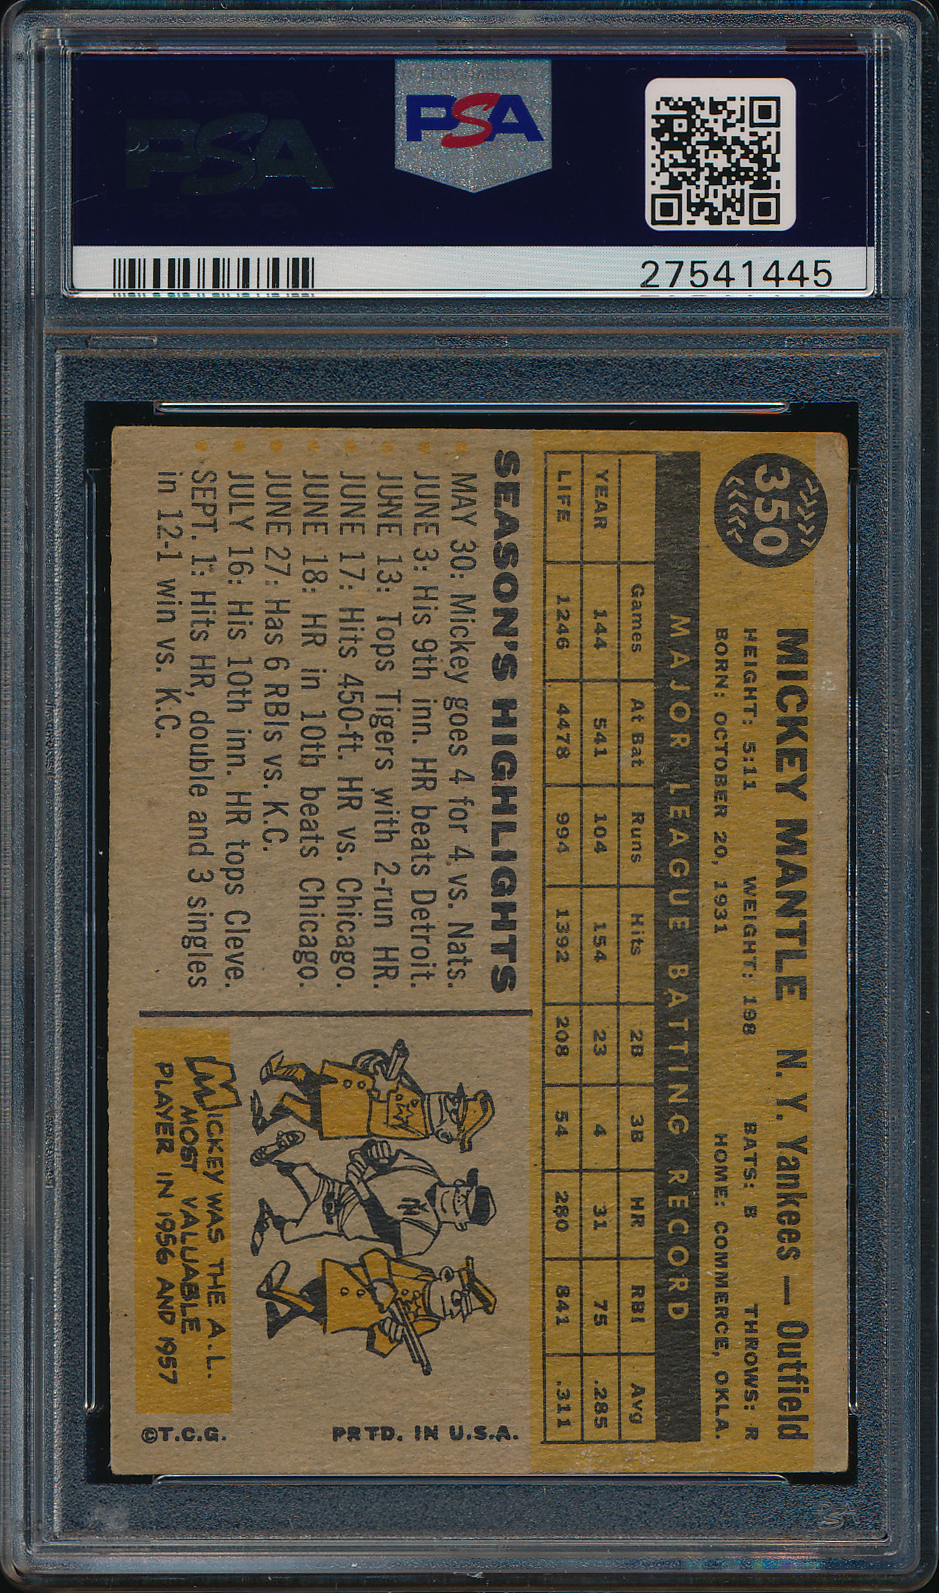 PSA
PSA
27541445
350
MICKEY MANTLE N. Y. Yankees — Outfield
HEIGHT: 5:11 WEIGHT: 198 BATS: B THROWS: R
BORN: OCTOBER 20, 1931 HOME: COMMERCE, OKLA.
MAJOR LEAGUE BATTING RECORD
Games At Bat Runs Hits 2B 3B HR RBI Avg
YEAR 144 541 104 154 23 4 31 75 .285
LIFE 1246 4478 994 1392 208 54 280 841 .311
SEASON'S HIGHLIGHTS
MAY 30: Mickey goes 4 for 4 vs. Nats.
JUNE 3: His 9th inn. HR beats Detroit.
JUNE 13: Tops Tigers with 2-run HR.
JUNE 17: Hits 450-ft. HR vs. Chicago.
JUNE 18: HR in 10th beats Chicago.
JUNE 27: Has 6 RBIs vs. K.C.
JULY 16: His 10th inn. HR tops Cleve.
SEPT. 1: Hits HR, double and 3 singles
in 12-1 win vs. K.C.
N
MICKEY WAS THE A.L.
MOST VALUABLE
PLAYER IN 1956 AND 1957
©T.C.G. PRTD. IN U.S.A.